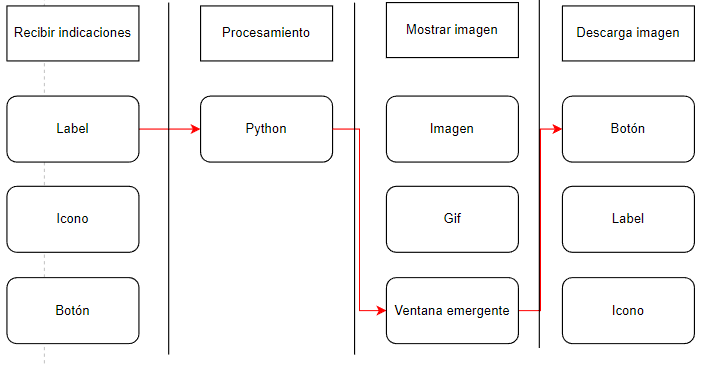 Recibir indicaciones
Procesamiento
Mostrar imagen
Descarga imagen
Label
Python
Imagen
Botón
Icono
Gif
Label
Botón
Ventana emergente
Icono